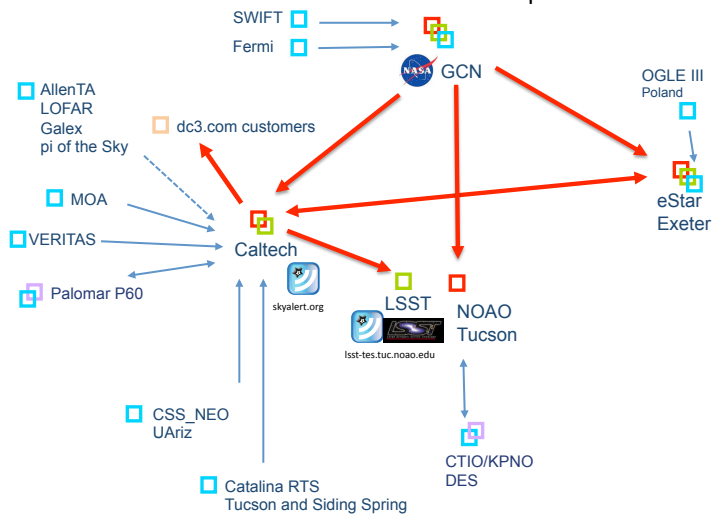 SWIFT
Fermi
NASA
GCN
OGLE III
Poland
AllenTA
LOFAR
Galex
pi of the Sky
dc3.com customers
MOA
eStar
Exeter
VERITAS
Caltech
Palomar P60
skyalert.org
LSST
NOAO
Tucson
LSST
lsst-tes.tuc.noao.edu
CSS_NEO
UAriz
CTIO/KPNO
DES
Catalina RTS
Tucson and Siding Spring